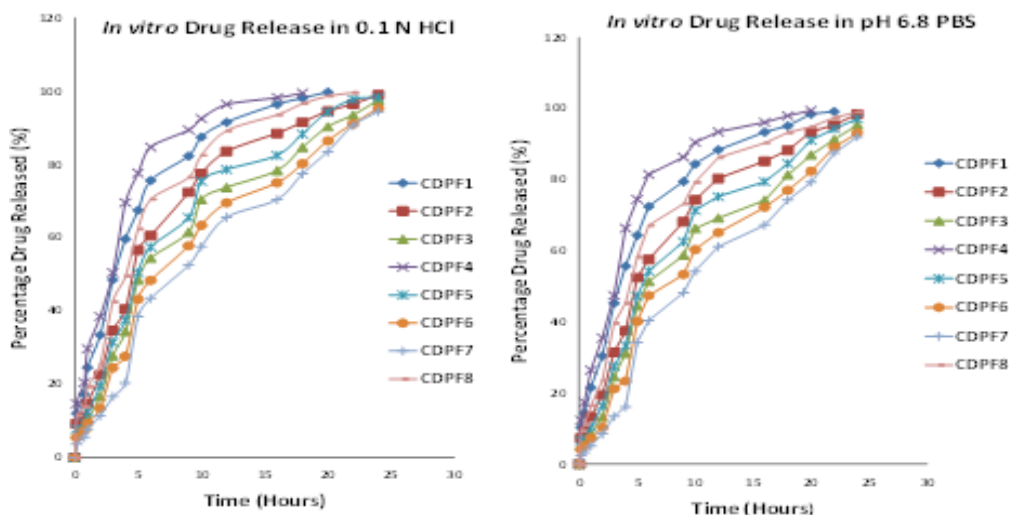 In vitro Drug Release in 0.1 N HCl
120
100
80
60
40
20
0
Percentage Drug Released (%)
0 5 10 15 20 25 30
Time (Hours)
CDPF1
CDPF2
CDPF3
CDPF4
CDPF5
CDPF6
CDPF7
CDPF8
In vitro Drug Release in pH 6.8 PBS
120
100
80
60
40
20
0
Percentage Drug Released (%)
0 5 10 15 20 25 30
Time (Hours)
CDPF1
CDPF2
CDPF3
CDPF4
CDPF5
CDPF6
CDPF7
CDPF8